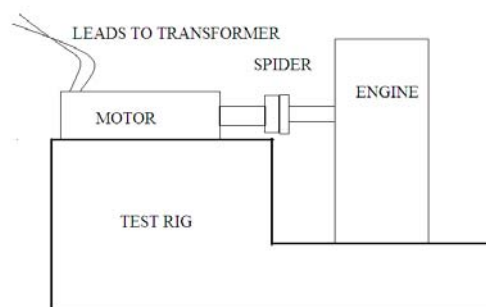 LEADS TO TRANSFORMER
SPIDER
ENGINE
MOTOR
TEST RIG